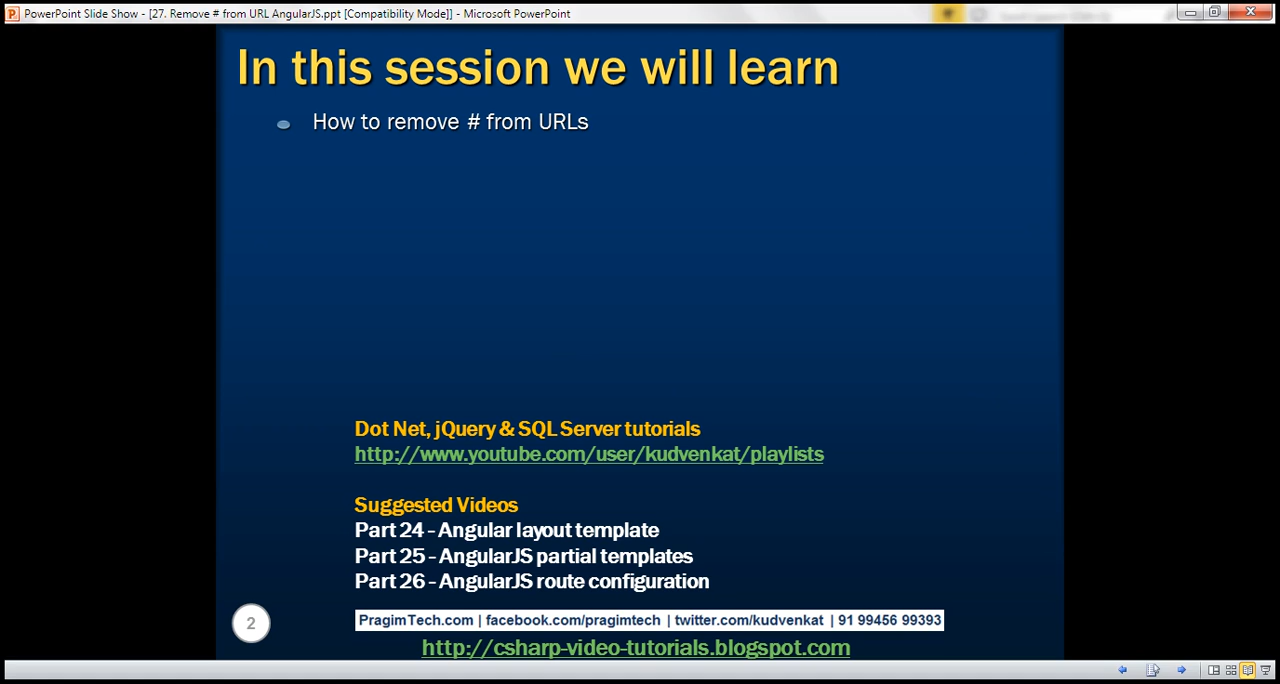 PowerPoint Slide Show - [27. Remove # from URL AngularJS.ppt [Compatibility Mode]] - Microsoft PowerPoint
In this session we will learn
How to remove # from URLs
Dot Net, jQuery & SQL Server tutorials
http://www.youtube.com/user/kudvenkat/playlists
Suggested Videos
Part 24 - Angular layout template
Part 25 - AngularJS partial templates
Part 26 - AngularJS route configuration
2
PragimTech.com | facebook.com/pragimtech | twitter.com/kudvenkat | 91 99456 99393
http://csharp-video-tutorials.blogspot.com